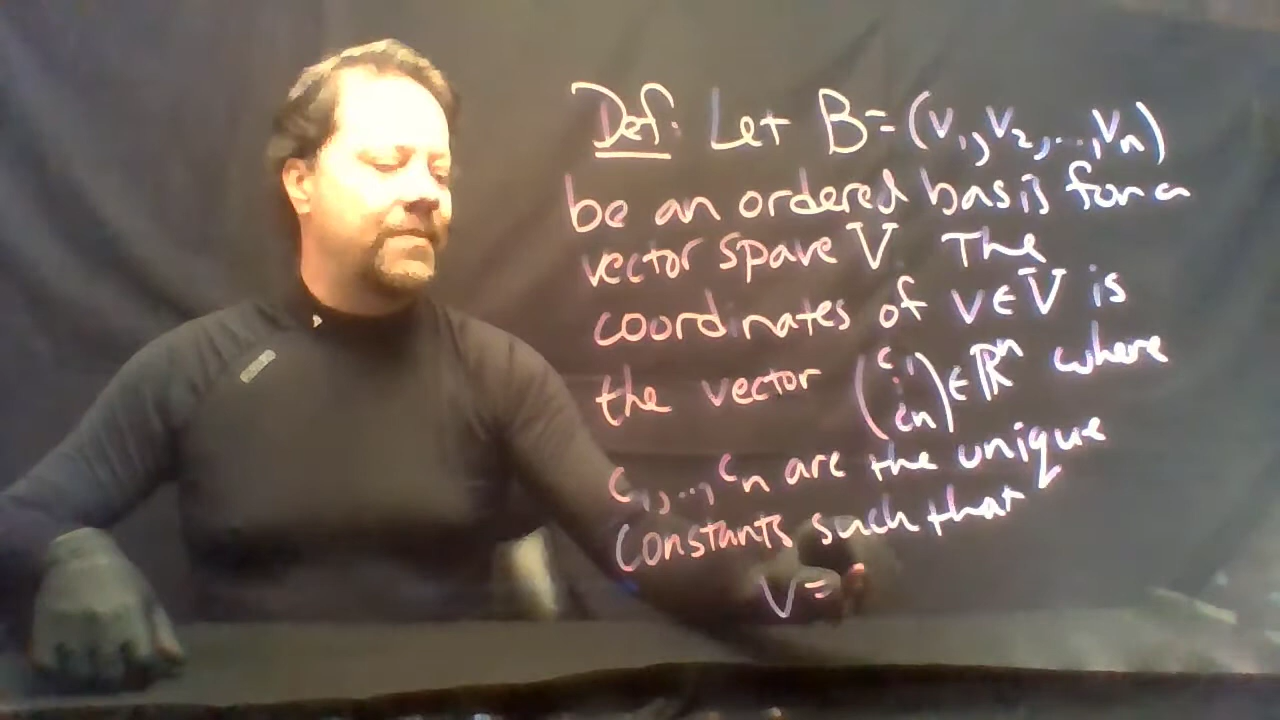 Def: Let B=(v₁,v₂,...,vₙ)
be an ordered basis for a
vector spave V. The
coordinates of v∈V is
the vector (c₁ ⋮ cₙ)∈ℝⁿ where
c₁,...,cₙ are the unique
constants such that
v=